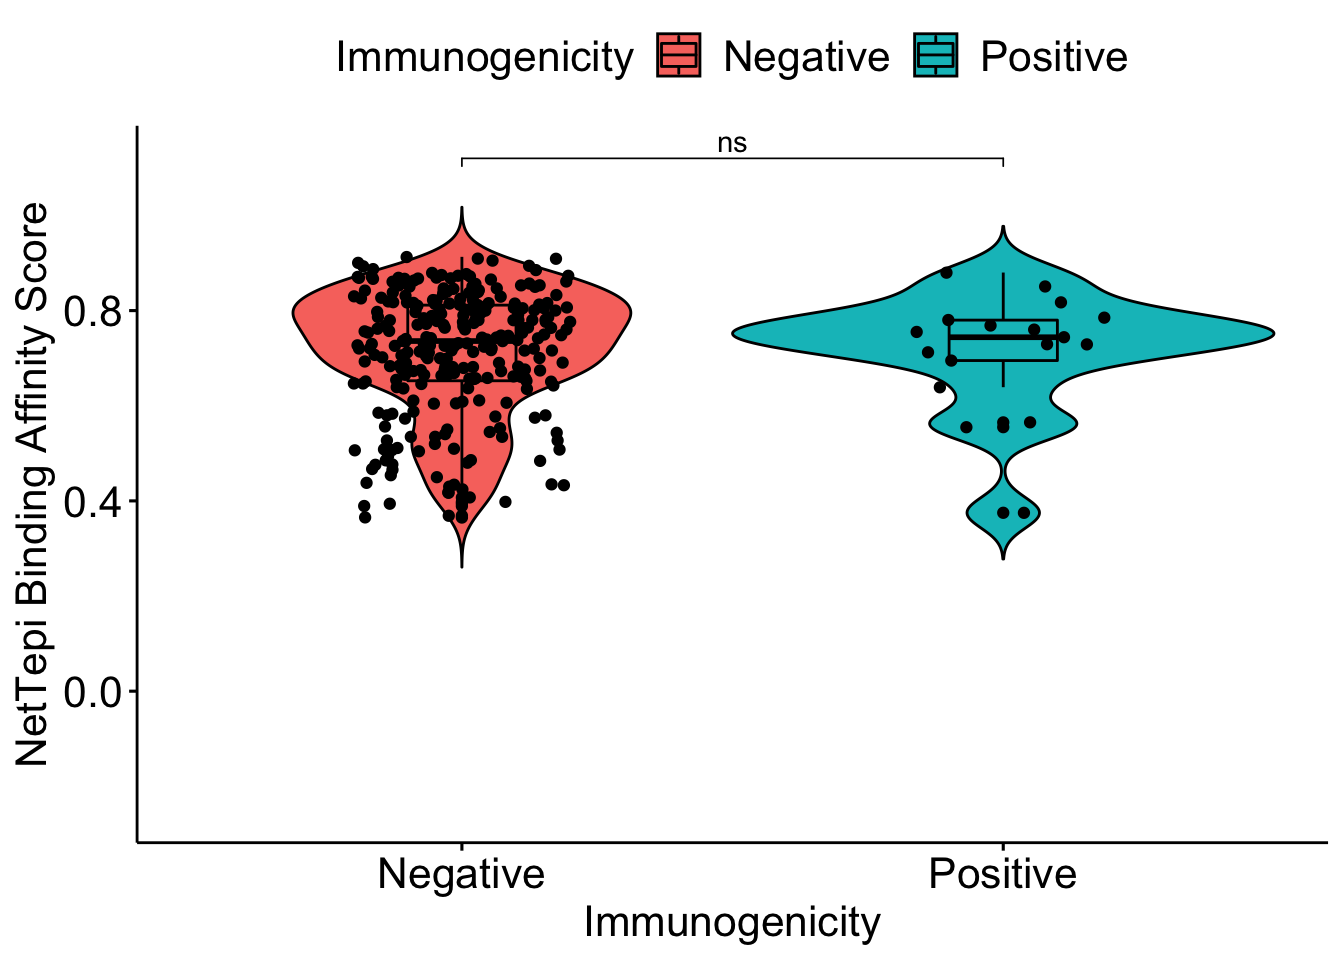 Immunogenicity Negative Positive
ns
NetTepi Binding Affinity Score
0.8
0.4
0.0
Negative Positive
Immunogenicity